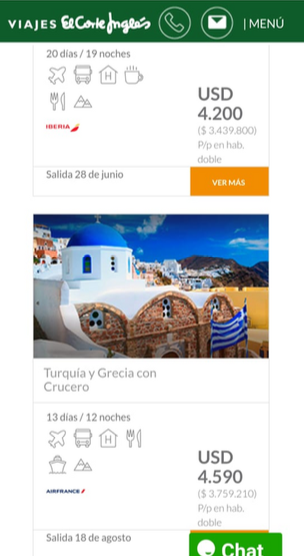 VIAJES El Corte Inglés | MENÚ
20 días / 19 noches
USD
4.200
($ 3.439.800)
P/p en hab.
doble
IBERIA
Salida 28 de junio
VER MÁS
Turquía y Grecia con
Crucero
13 días / 12 noches
USD
4.590
($ 3.759.210)
P/p en hab.
doble
AIRFRANCE
Salida 18 de agosto
Chat